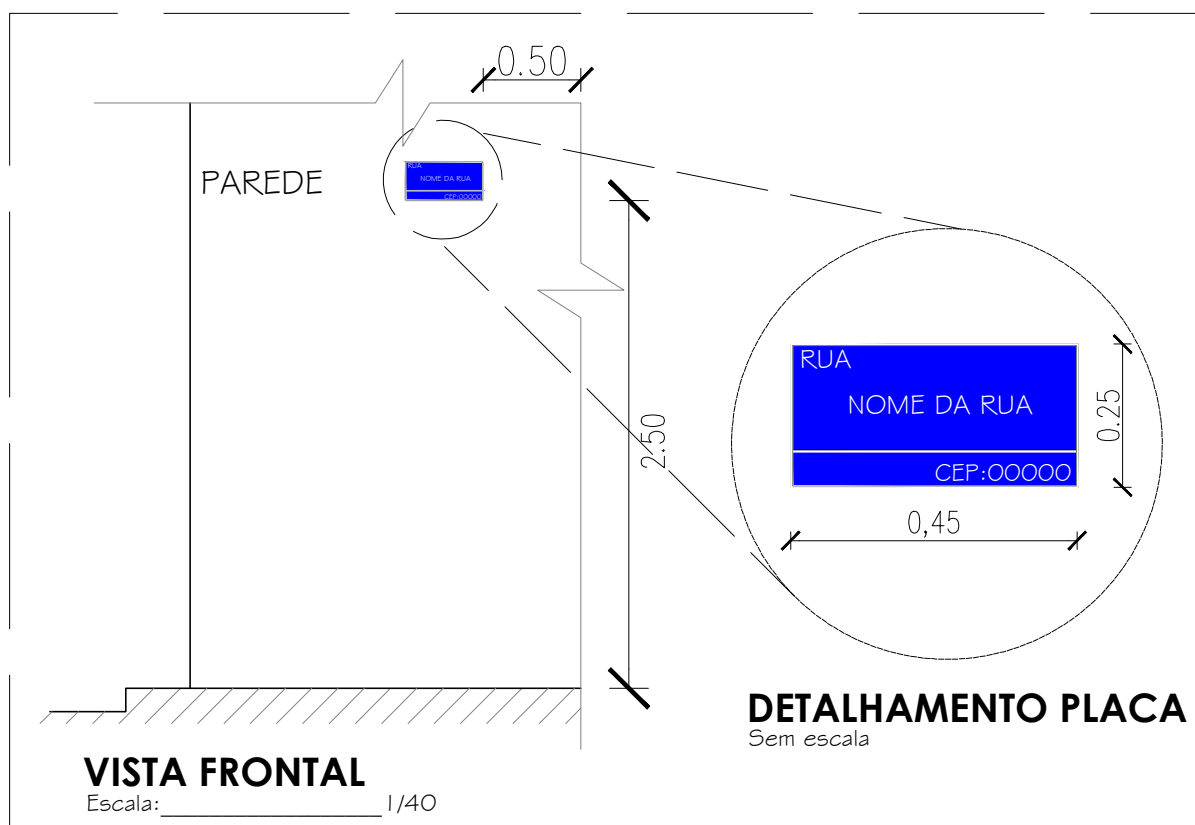 0.50
PAREDE
RUA
NOME DA RUA
CEP:00000
2.50
RUA
NOME DA RUA
CEP:00000
0.25
0,45
DETALHAMENTO PLACA
Sem escala
VISTA FRONTAL
Escala:__________________ 1/40